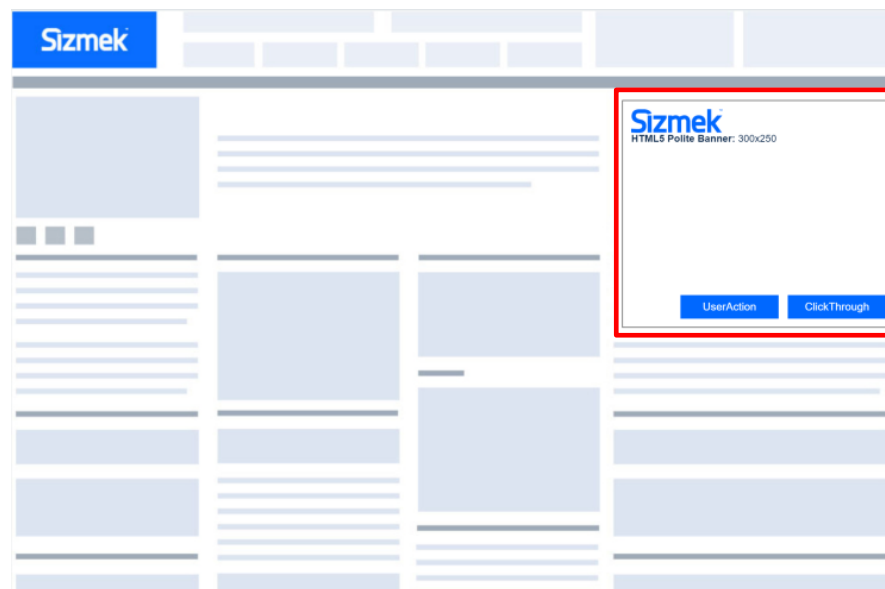 Sizmek
Sizmek
HTML5 Polite Banner: 300x250
UserAction ClickThrough